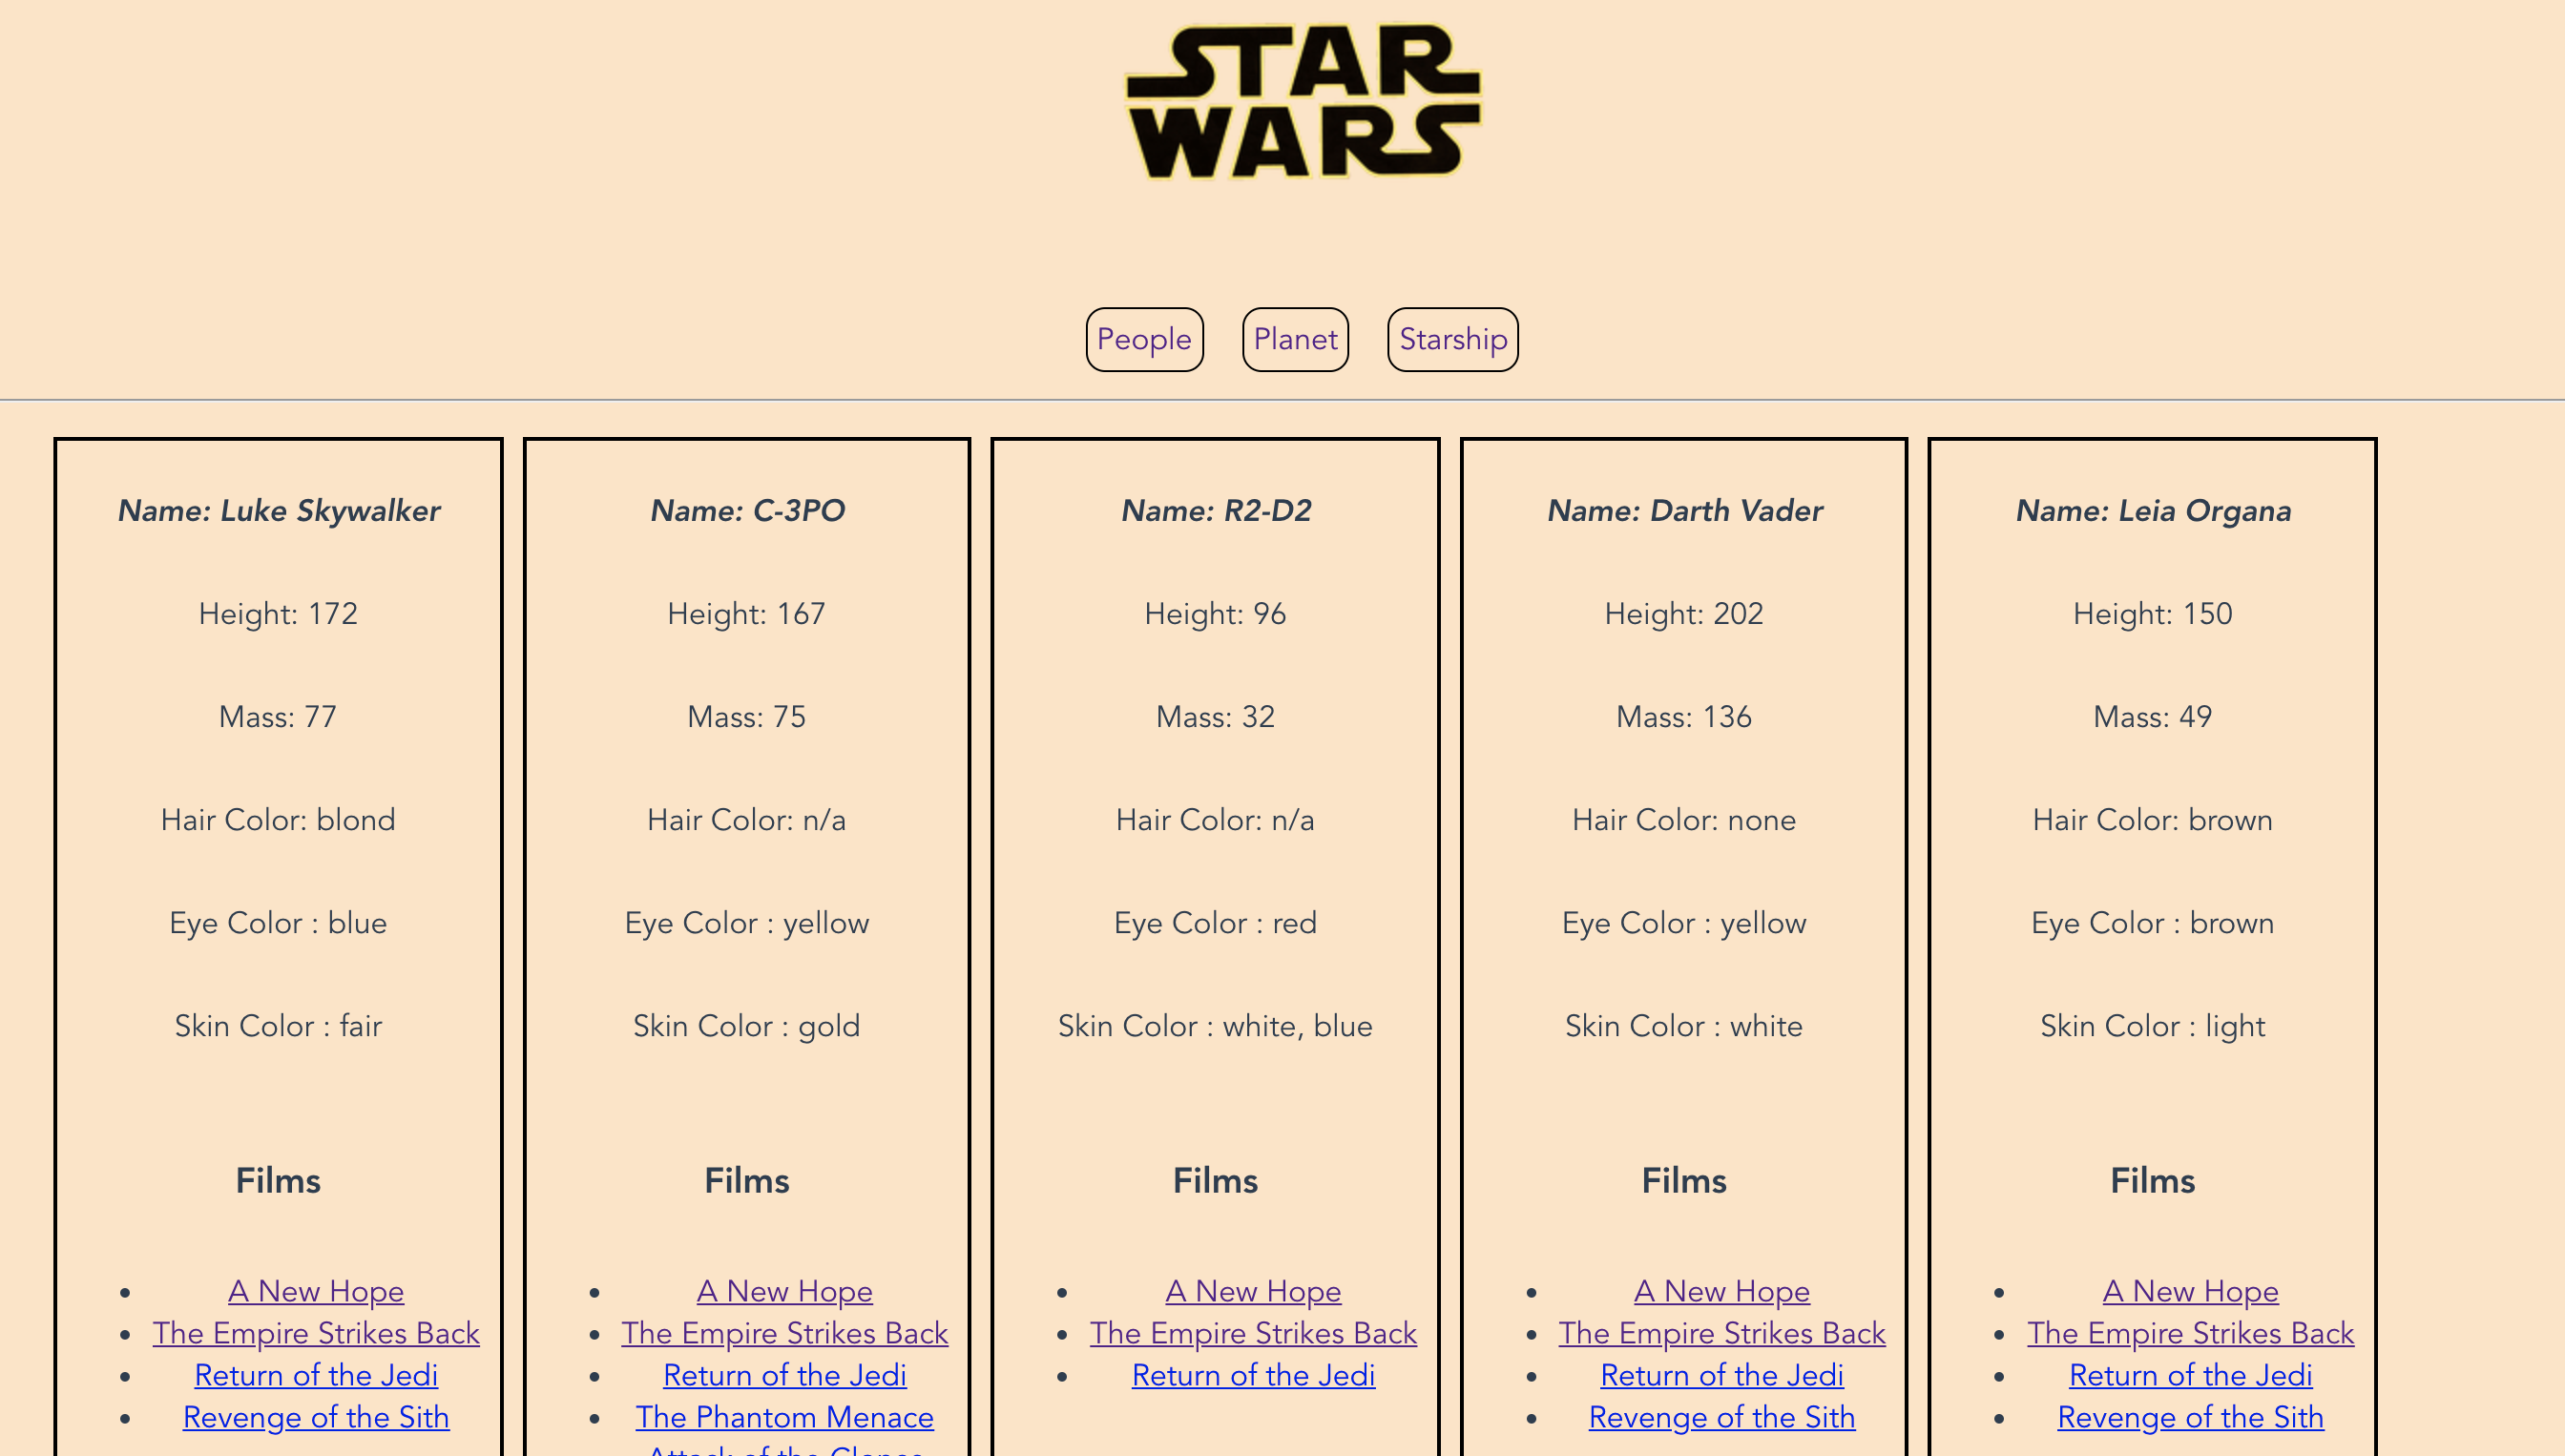 STAR
WARS
People
Planet
Starship
Name: Luke Skywalker
Height: 172
Mass: 77
Hair Color: blond
Eye Color : blue
Skin Color : fair
Films
A New Hope
The Empire Strikes Back
Return of the Jedi
Revenge of the Sith
Name: C-3PO
Height: 167
Mass: 75
Hair Color: n/a
Eye Color : yellow
Skin Color : gold
Films
A New Hope
The Empire Strikes Back
Return of the Jedi
The Phantom Menace
Attack of the Clones
Name: R2-D2
Height: 96
Mass: 32
Hair Color: n/a
Eye Color : red
Skin Color : white, blue
Films
A New Hope
The Empire Strikes Back
Return of the Jedi
Name: Darth Vader
Height: 202
Mass: 136
Hair Color: none
Eye Color : yellow
Skin Color : white
Films
A New Hope
The Empire Strikes Back
Return of the Jedi
Revenge of the Sith
Name: Leia Organa
Height: 150
Mass: 49
Hair Color: brown
Eye Color : brown
Skin Color : light
Films
A New Hope
The Empire Strikes Back
Return of the Jedi
Revenge of the Sith